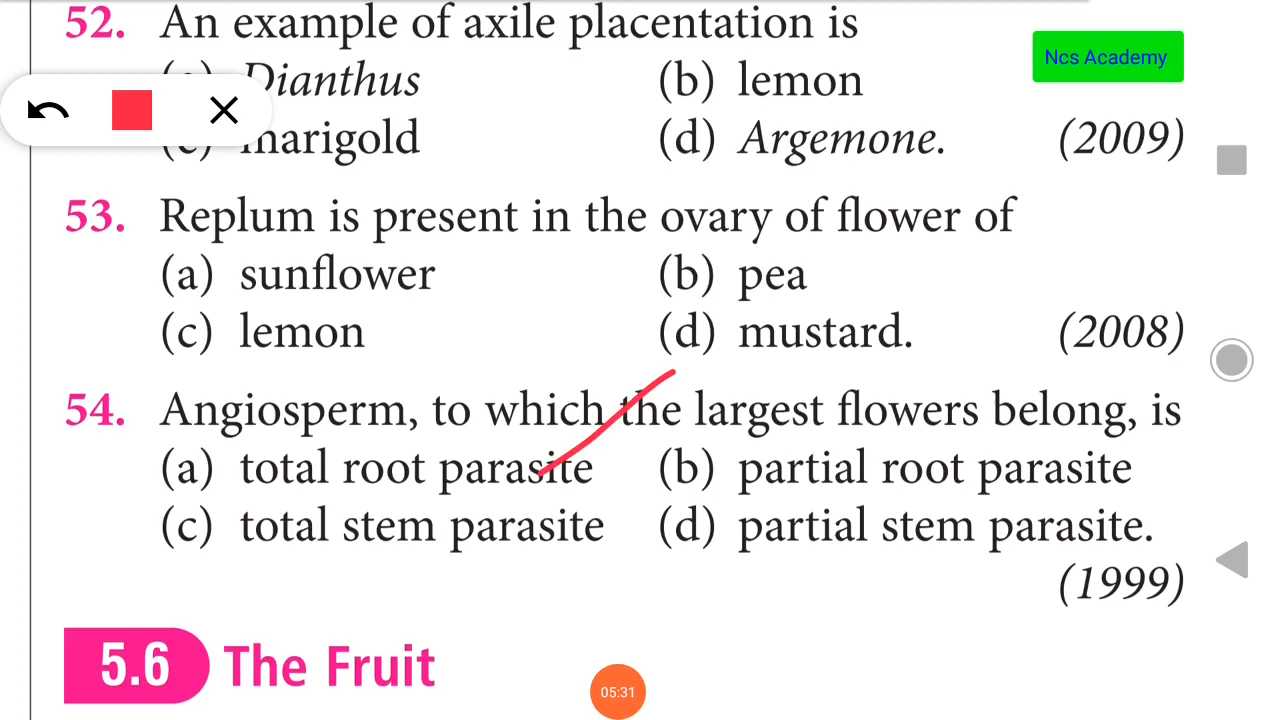 52. An example of axile placentation is
Dianthus (b) lemon
Ncs Academy
marigold (d) Argemone. (2009)
53. Replum is present in the ovary of flower of
(a) sunflower (b) pea
(c) lemon (d) mustard. (2008)
54. Angiosperm, to which the largest flowers belong, is
(a) total root parasite (b) partial root parasite
(c) total stem parasite (d) partial stem parasite.
(1999)
5.6 The Fruit
05:31